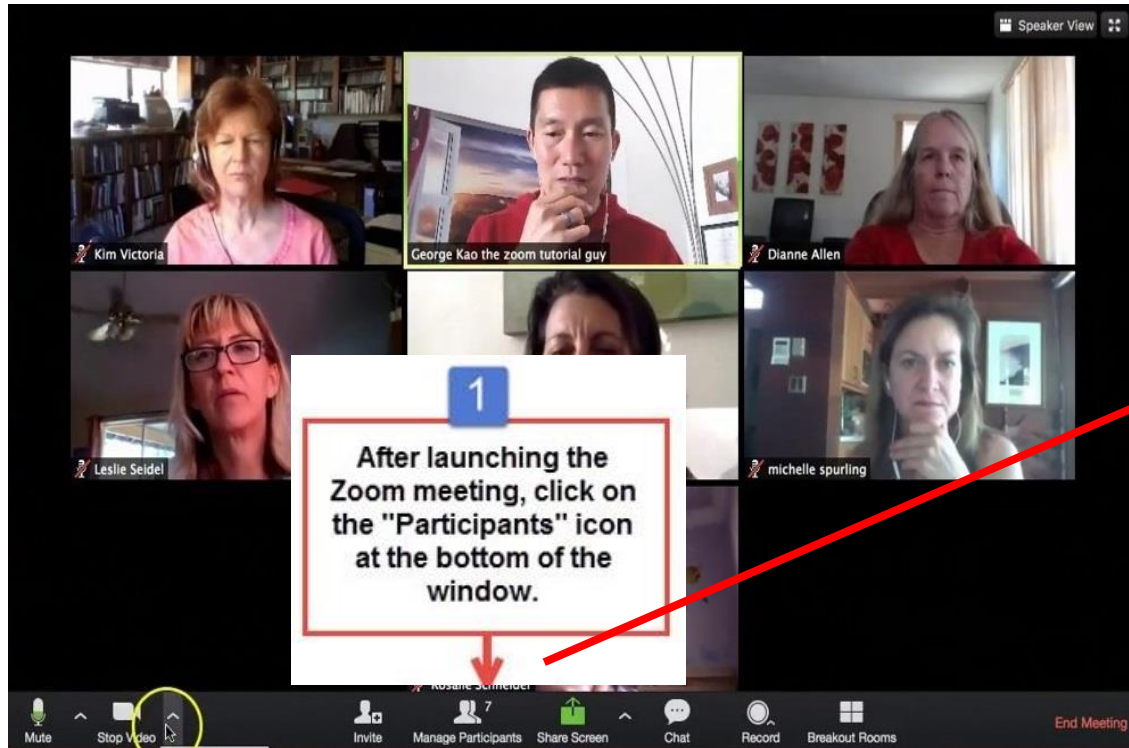 Speaker View
Kim Victoria
George Kao the zoom tutorial guy
Dianne Allen
Leslie Seidel
michelle spurling
1
After launching the
Zoom meeting, click on
the "Participants" icon
at the bottom of the
window.
Rosalie Schneider
7
Mute
Stop Video
Invite
Manage Participants
Share Screen
Chat
Record
Breakout Rooms
End Meeting